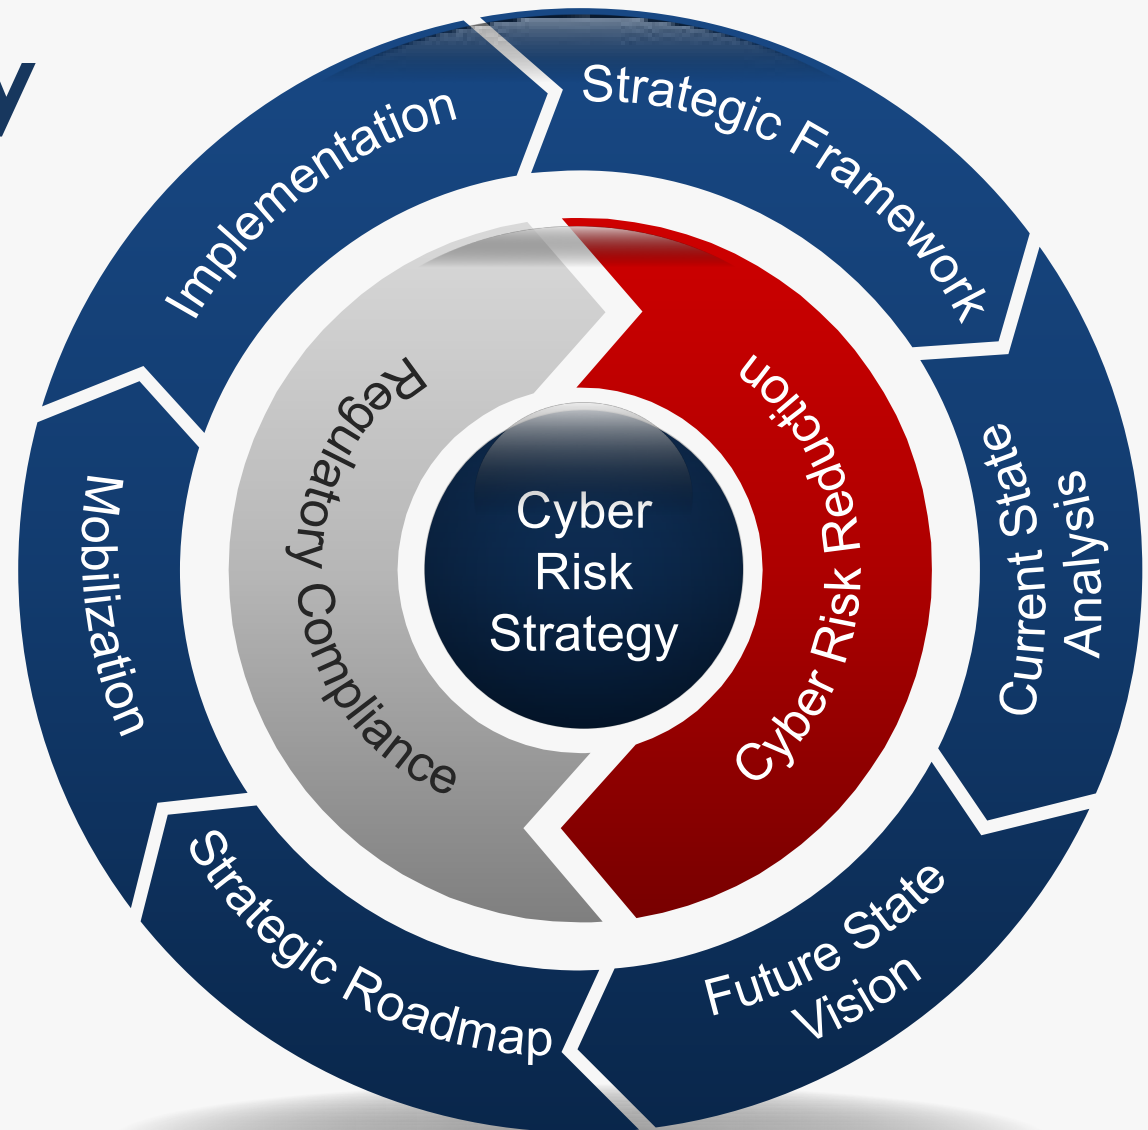 y
Strategic Framework
Current State
Analysis
Future State
Vision
Strategic Roadmap
Mobilization
Implementation
Cyber Risk Reduction
Regulatory Compliance
Cyber
Risk
Strategy